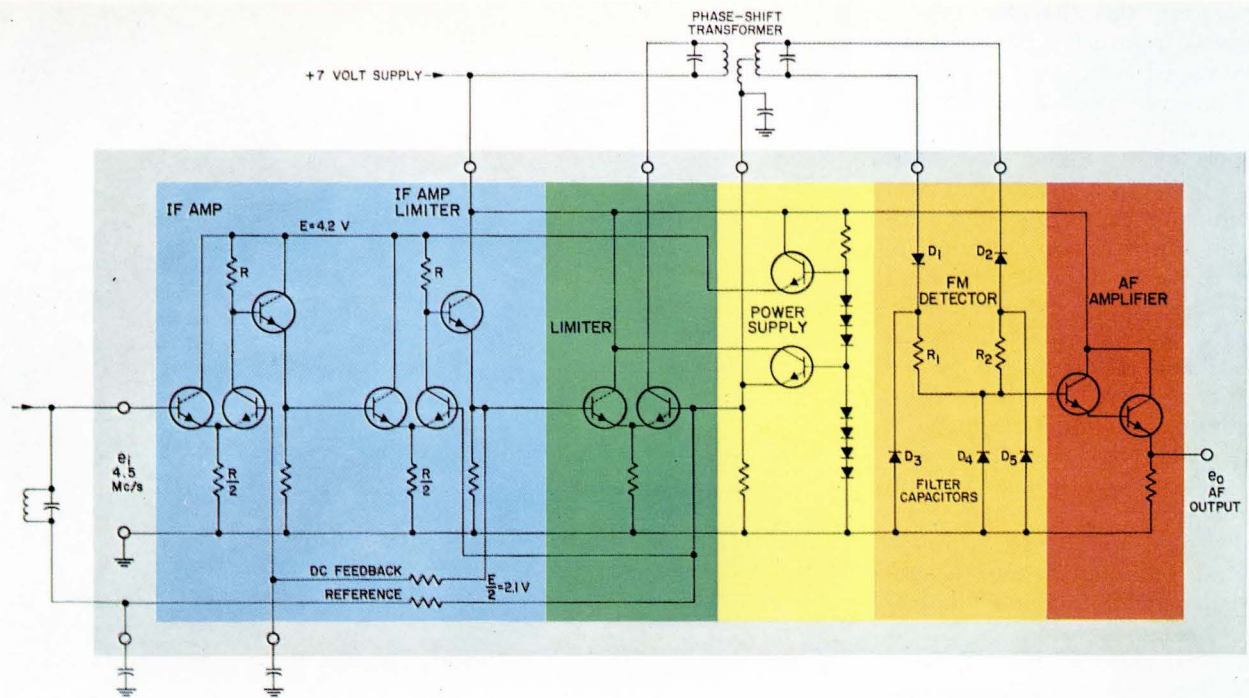 PHASE-SHIFT
TRANSFORMER
+7 VOLT SUPPLY
IF AMP
IF AMP
LIMITER
E=4.2 V
R
R
LIMITER
POWER
SUPPLY
D1
D2
FM
DETECTOR
R1
R2
AF
AMPLIFIER
ei
4.5
Mc/s
R/2
R/2
D3
D4
D5
FILTER
CAPACITORS
eo
AF
OUTPUT
DC FEEDBACK
E/2=2.1 V
REFERENCE